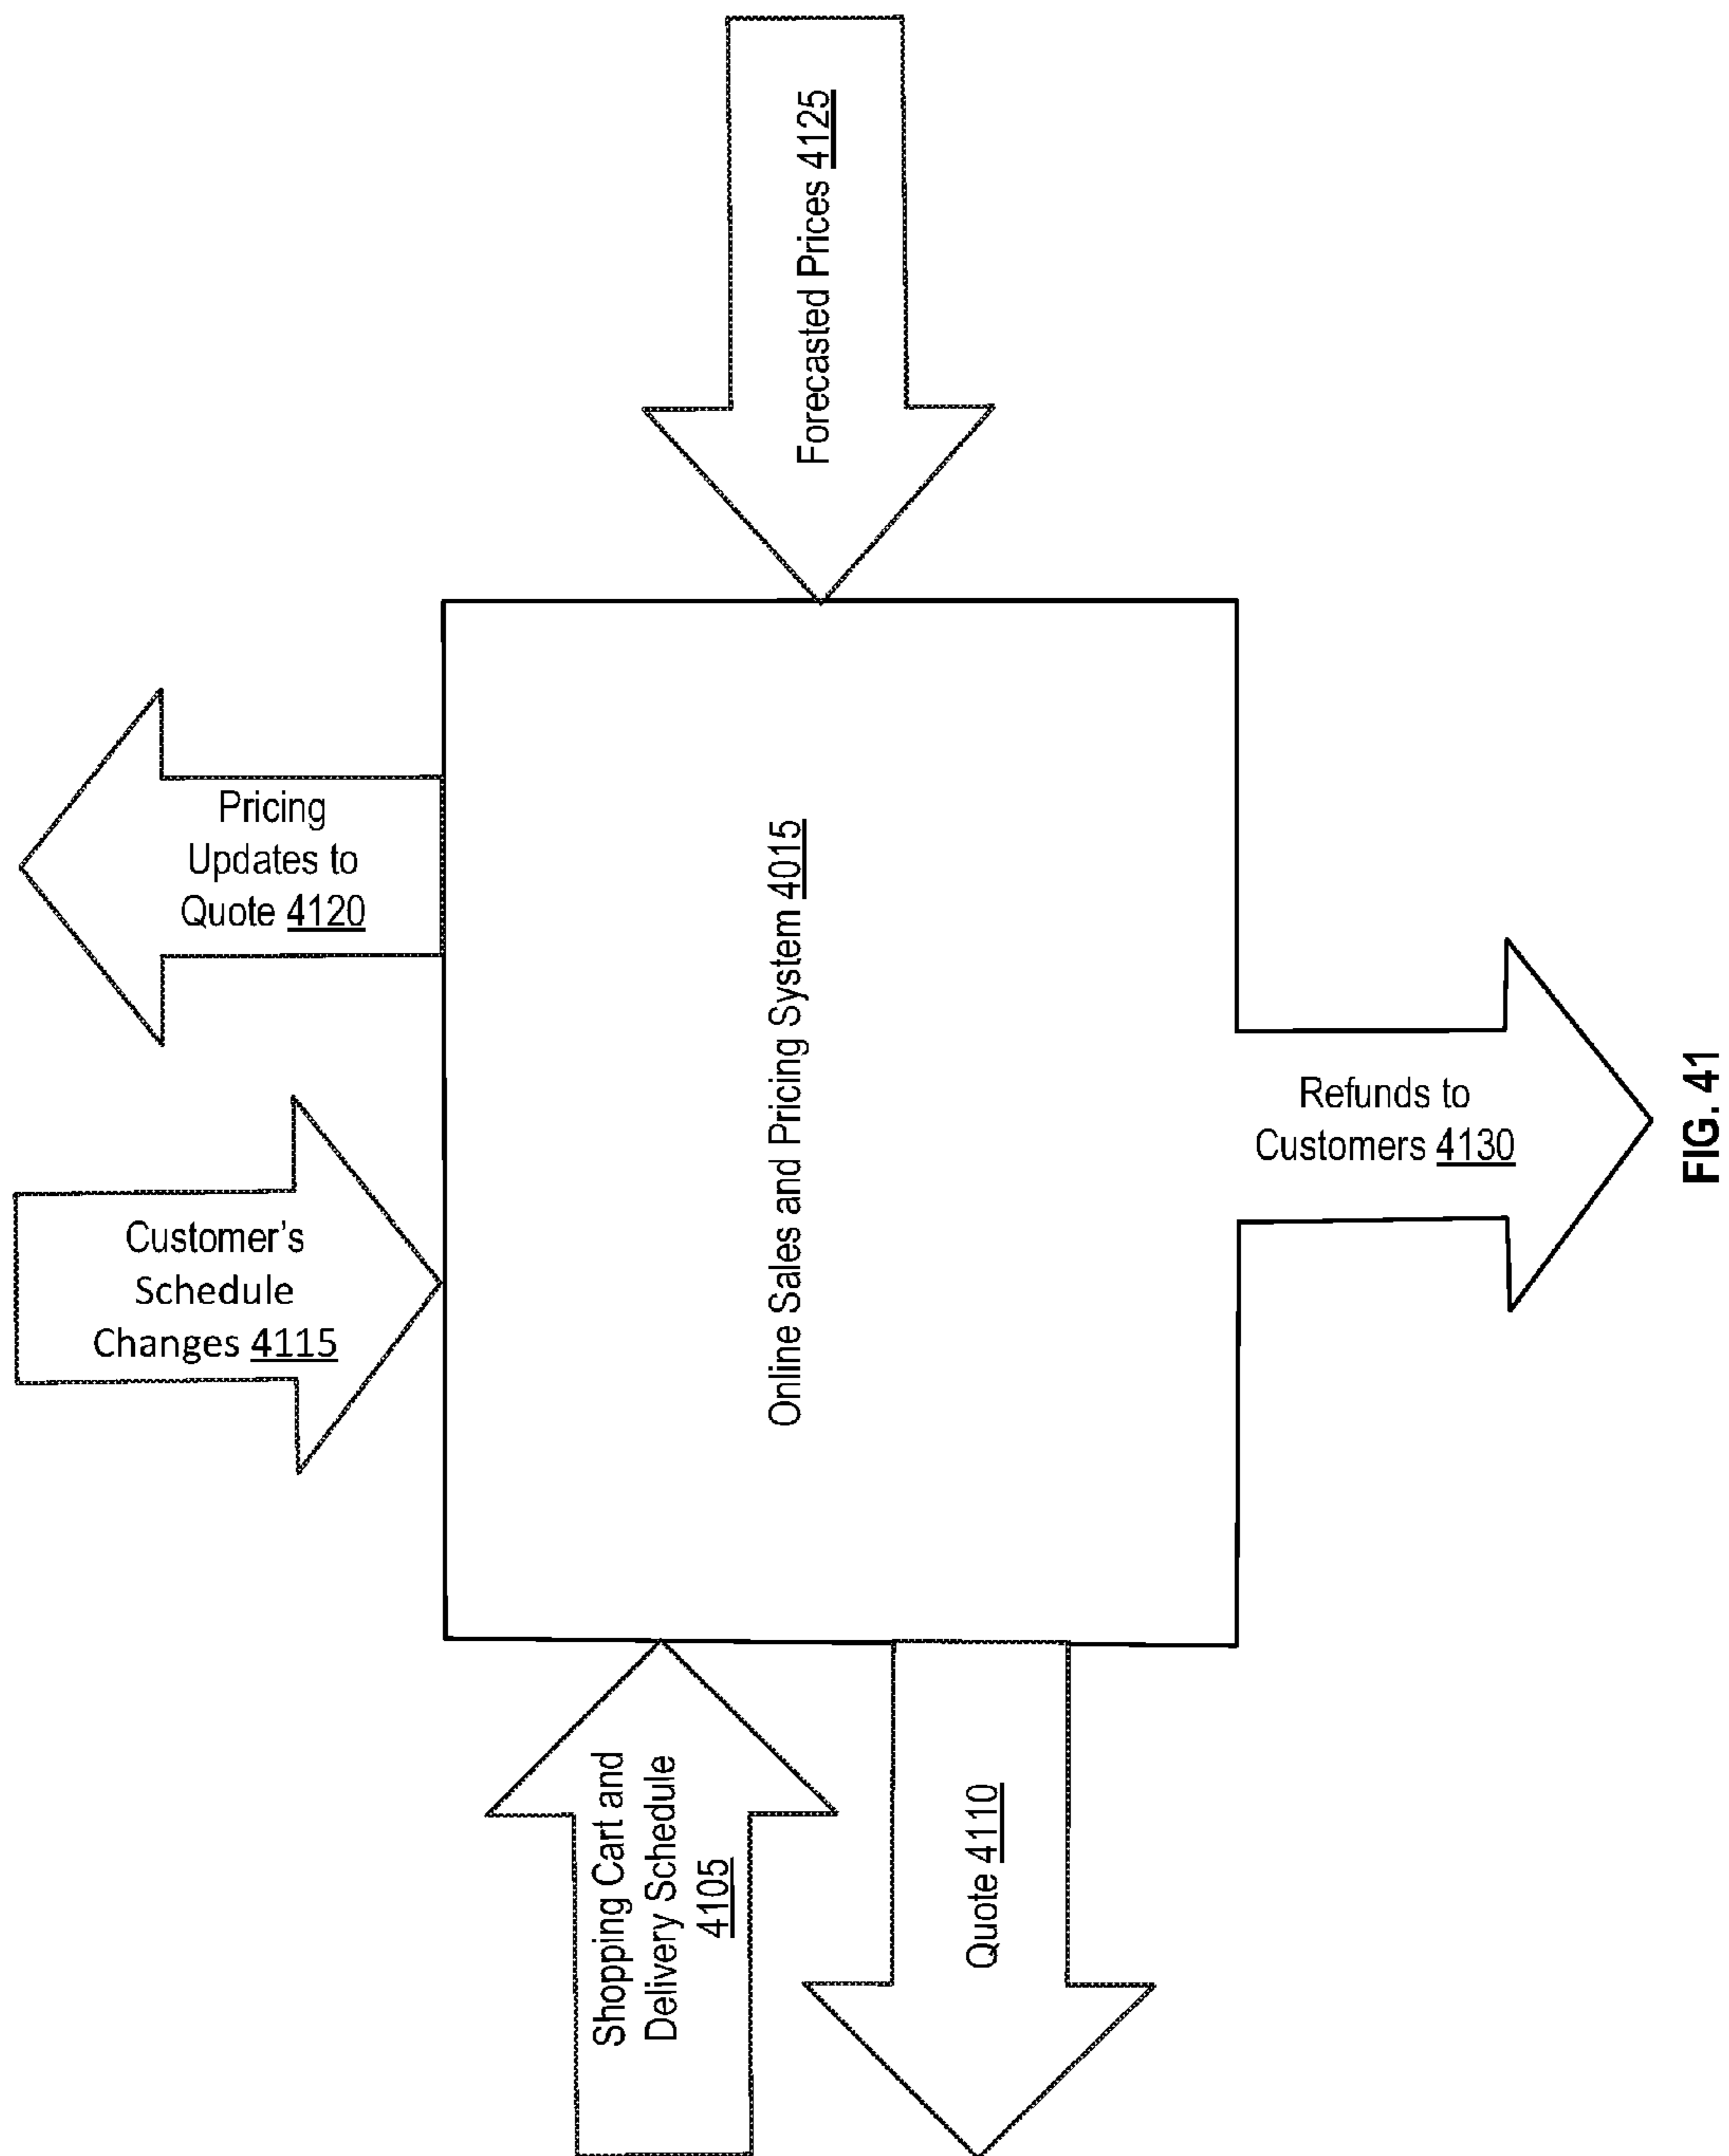 Pricing
Updates to
Quote 4120
Customer’s
Schedule
Changes 4115
Forecasted Prices 4125
Online Sales and Pricing System 4015
Shopping Cart and
Delivery Schedule
4105
Quote 4110
Refunds to
Customers 4130
FIG. 41